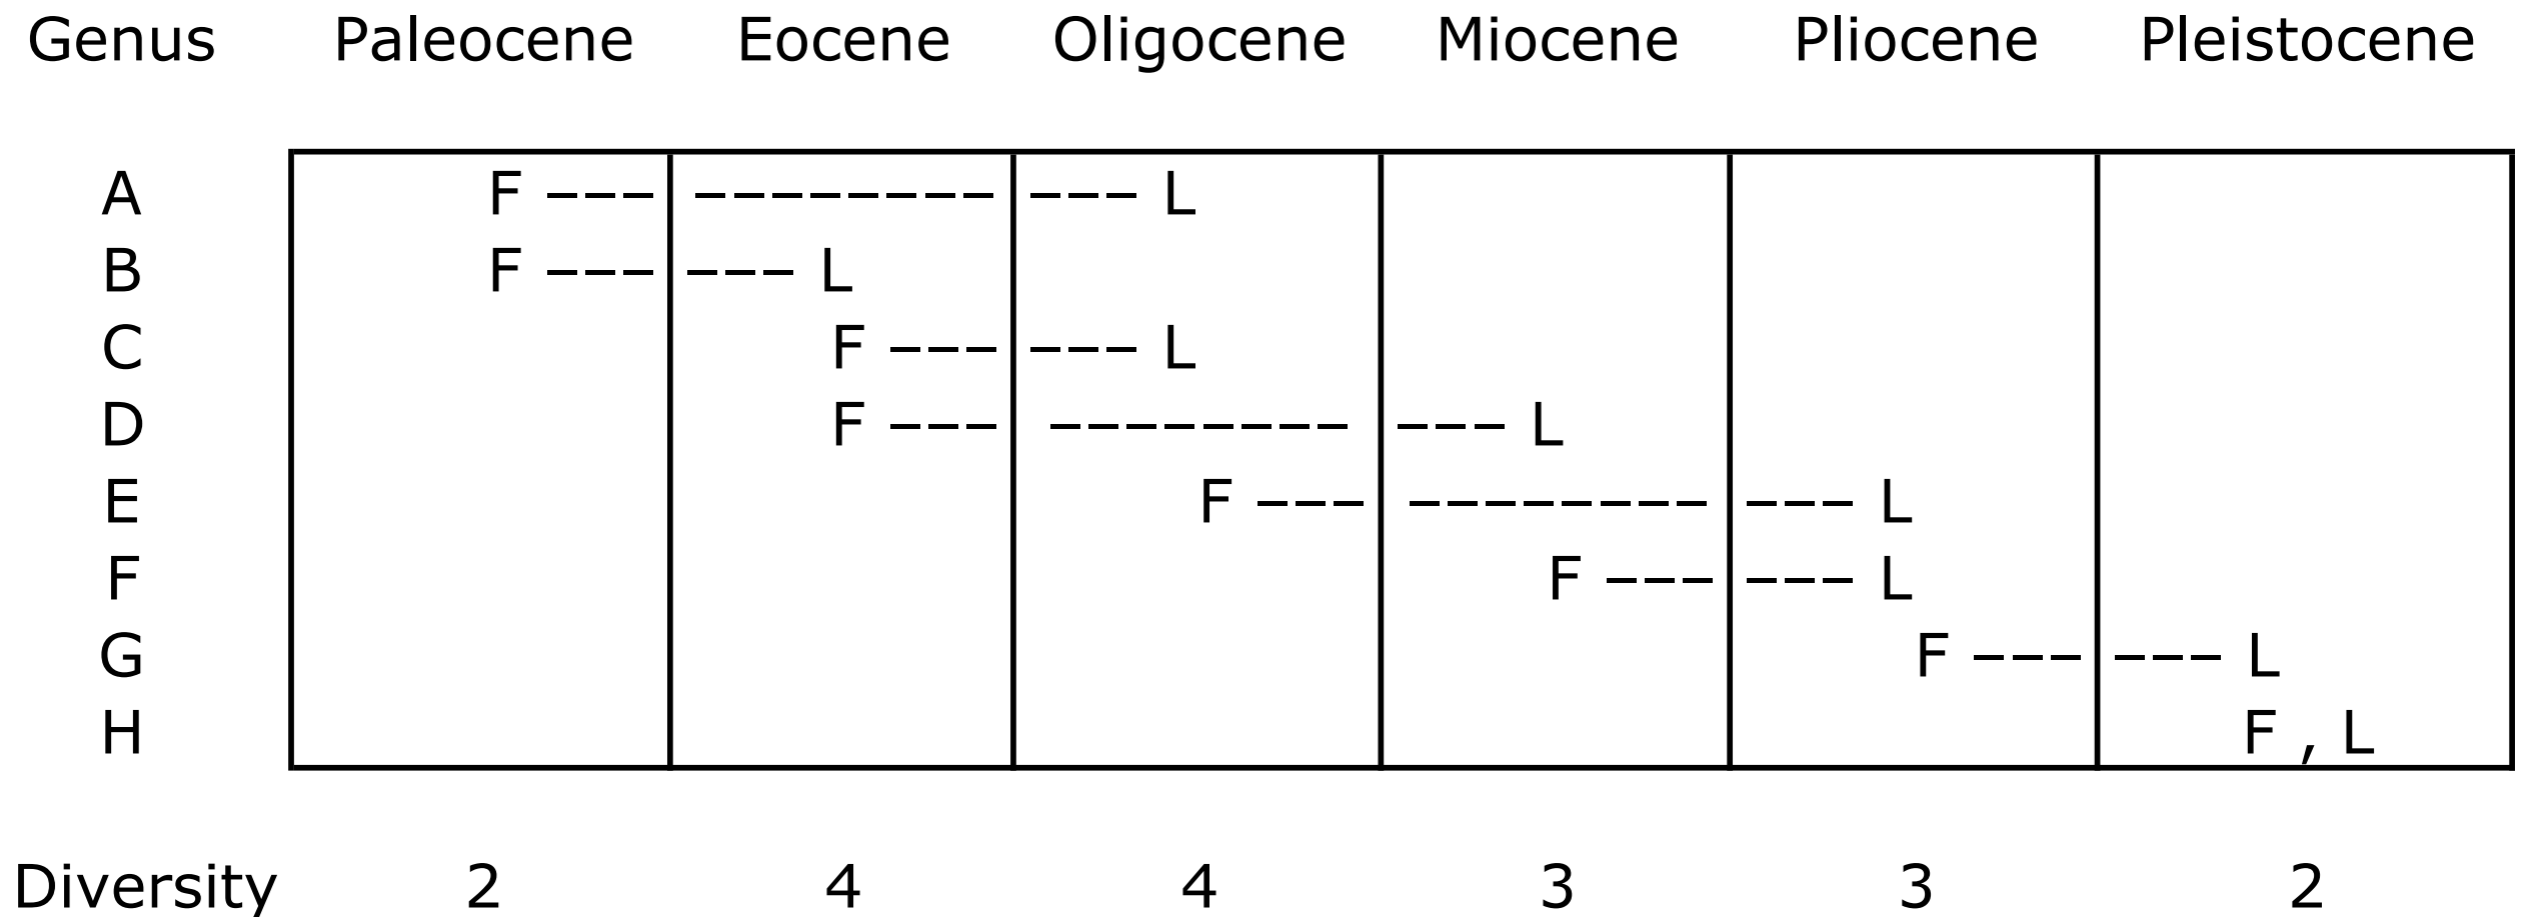 Genus Paleocene Eocene Oligocene Miocene Pliocene Pleistocene
A F --- -------- --- L
B F --- --- L
C F --- --- L
D F --- -------- --- L
E F --- -------- --- L
F F --- --- L
G F --- --- L
H F , L
Diversity 2 4 4 3 3 2